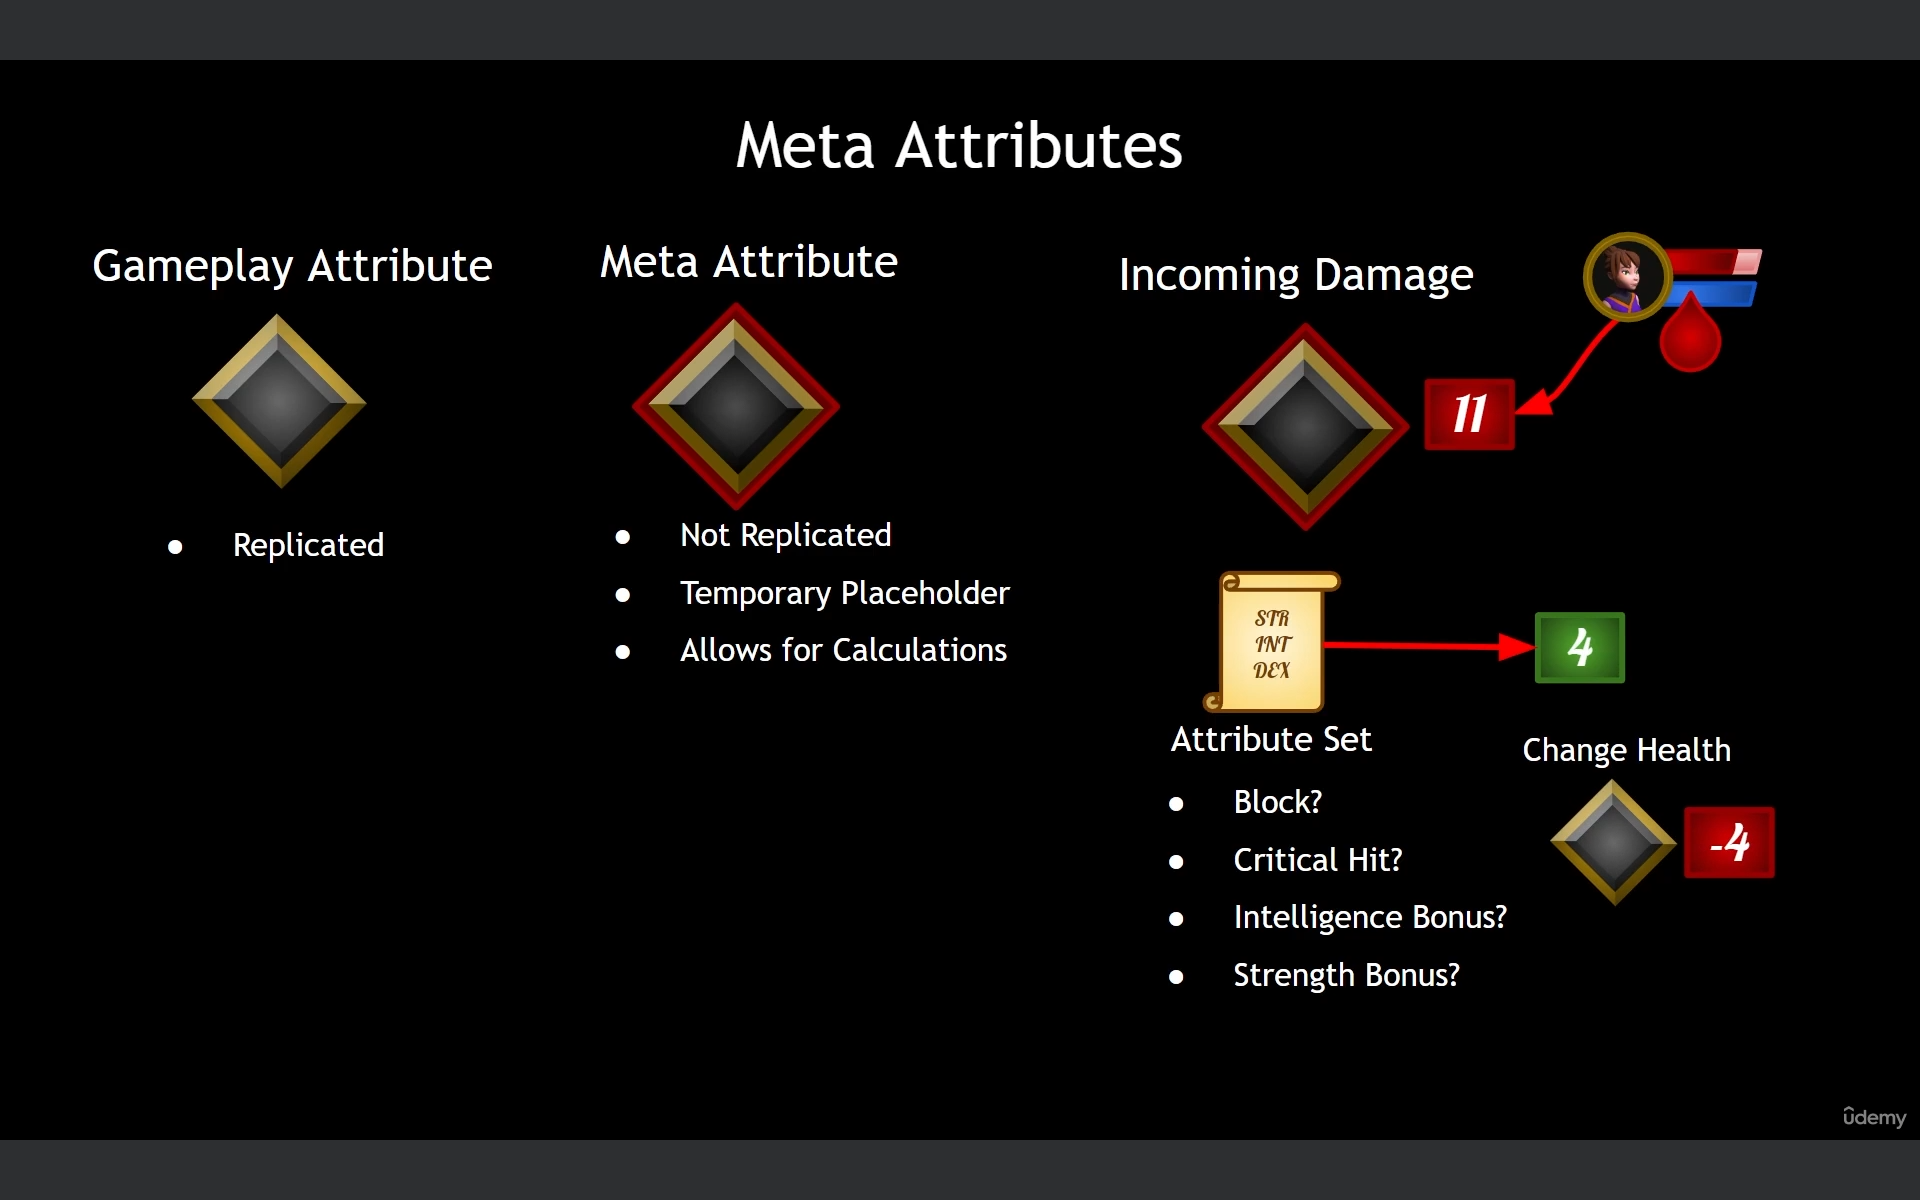 Meta Attributes
Gameplay Attribute
Replicated
Meta Attribute
Not Replicated
Temporary Placeholder
Allows for Calculations
Incoming Damage
11
STR
INT
DEX
4
Attribute Set
Block?
Critical Hit?
Intelligence Bonus?
Strength Bonus?
Change Health
-4
ûdemy